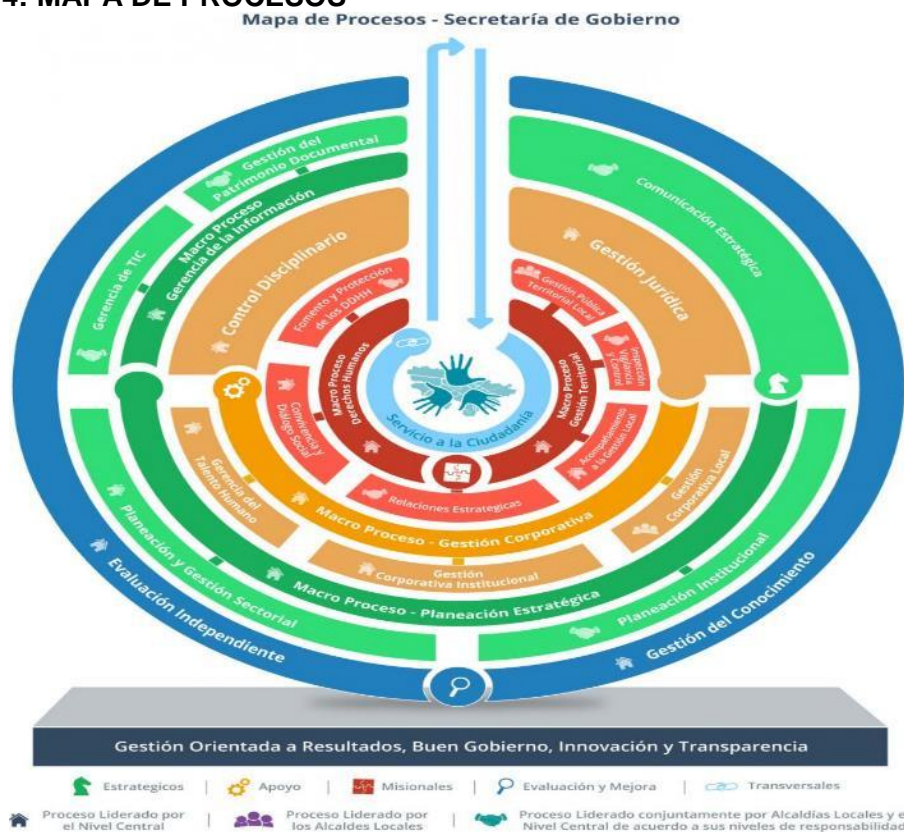 4. MAPA DE PROCESOS
Mapa de Procesos - Secretaría de Gobierno
Gestión del
Patrimonio Documental
Macro Proceso
Gerencia de la Información
Gerencia de TIC
Control Disciplinario
Fomento y Protección
de los DDHH
Macro Proceso
Derechos Humanos
Convivencia y
Diálogo Social
Comunicación Estratégica
Gestión Jurídica
Gestión Pública
Territorial Local
Inspección
Vigilancia
y Control
Macro Proceso
Gestión Territorial
Acompañamiento
a la Gestión Local
Servicio a la Ciudadanía
Relaciones Estrategicas
Gerencia del
Talento Humano
Macro Proceso - Gestión Corporativa
Gestión
Corporativa Local
Gestión
Corporativa Institucional
Macro Proceso - Planeación Estratégica
Planeación y Gestión Sectorial
Planeación Institucional
Evaluación Independiente
Gestión del Conocimiento
Gestión Orientada a Resultados, Buen Gobierno, Innovación y Transparencia
Estrategicos | Apoyo | Misionales | Evaluación y Mejora | Transversales
Proceso Liderado por
el Nivel Central
Proceso Liderado por
los Alcaldes Locales
Proceso Liderado conjuntamente por Alcaldías Locales y e
Nivel Central de acuerdo a sus niveles de responsabilidad